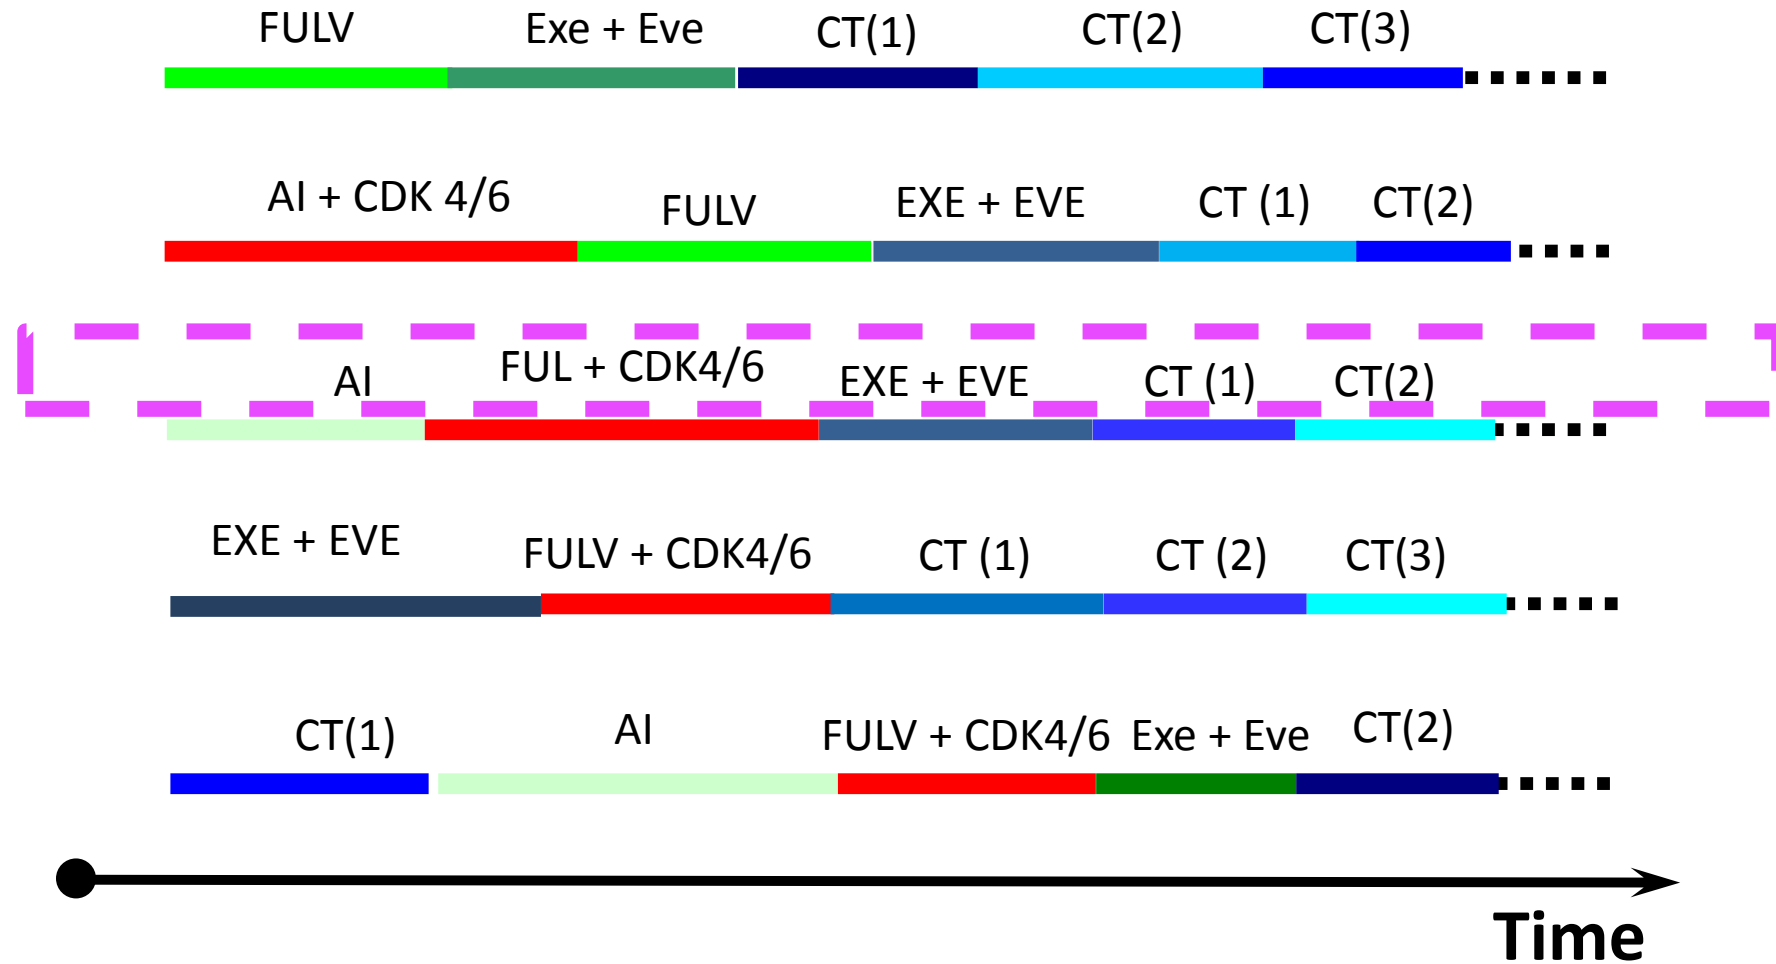 FULV Exe + Eve CT(1) CT(2) CT(3)
AI + CDK 4/6 FULV EXE + EVE CT (1) CT(2)
AI FUL + CDK4/6 EXE + EVE CT (1) CT(2)
EXE + EVE FULV + CDK4/6 CT (1) CT (2) CT(3)
CT(1) AI FULV + CDK4/6 Exe + Eve CT(2)
Time